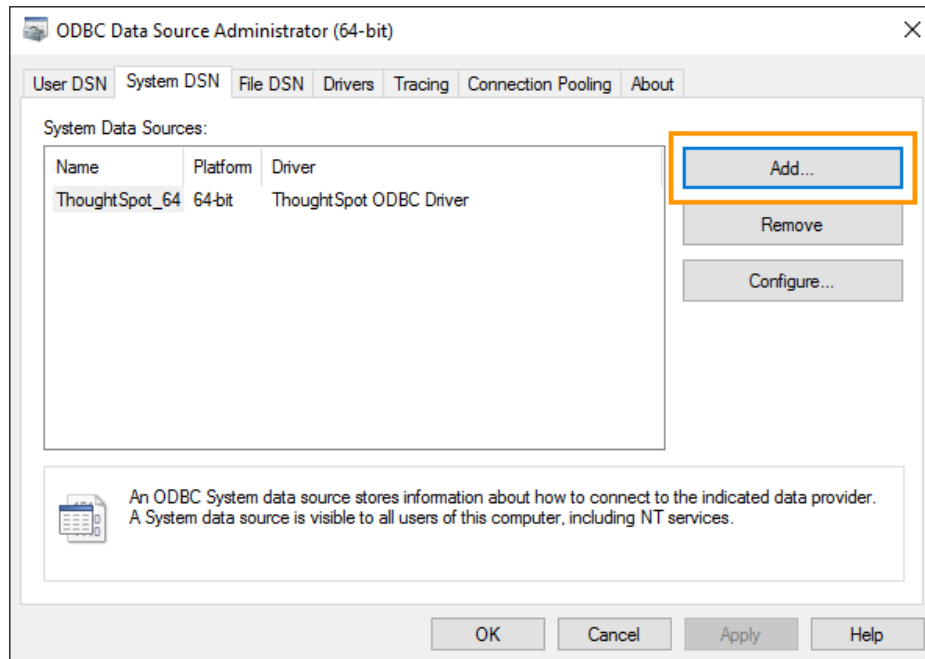 ODBC Data Source Administrator (64-bit)
User DSN System DSN File DSN Drivers Tracing Connection Pooling About
System Data Sources:
Name Platform Driver
ThoughtSpot_64 64-bit ThoughtSpot ODBC Driver
Add...
Remove
Configure...
An ODBC System data source stores information about how to connect to the indicated data provider.
A System data source is visible to all users of this computer, including NT services.
OK Cancel Apply Help